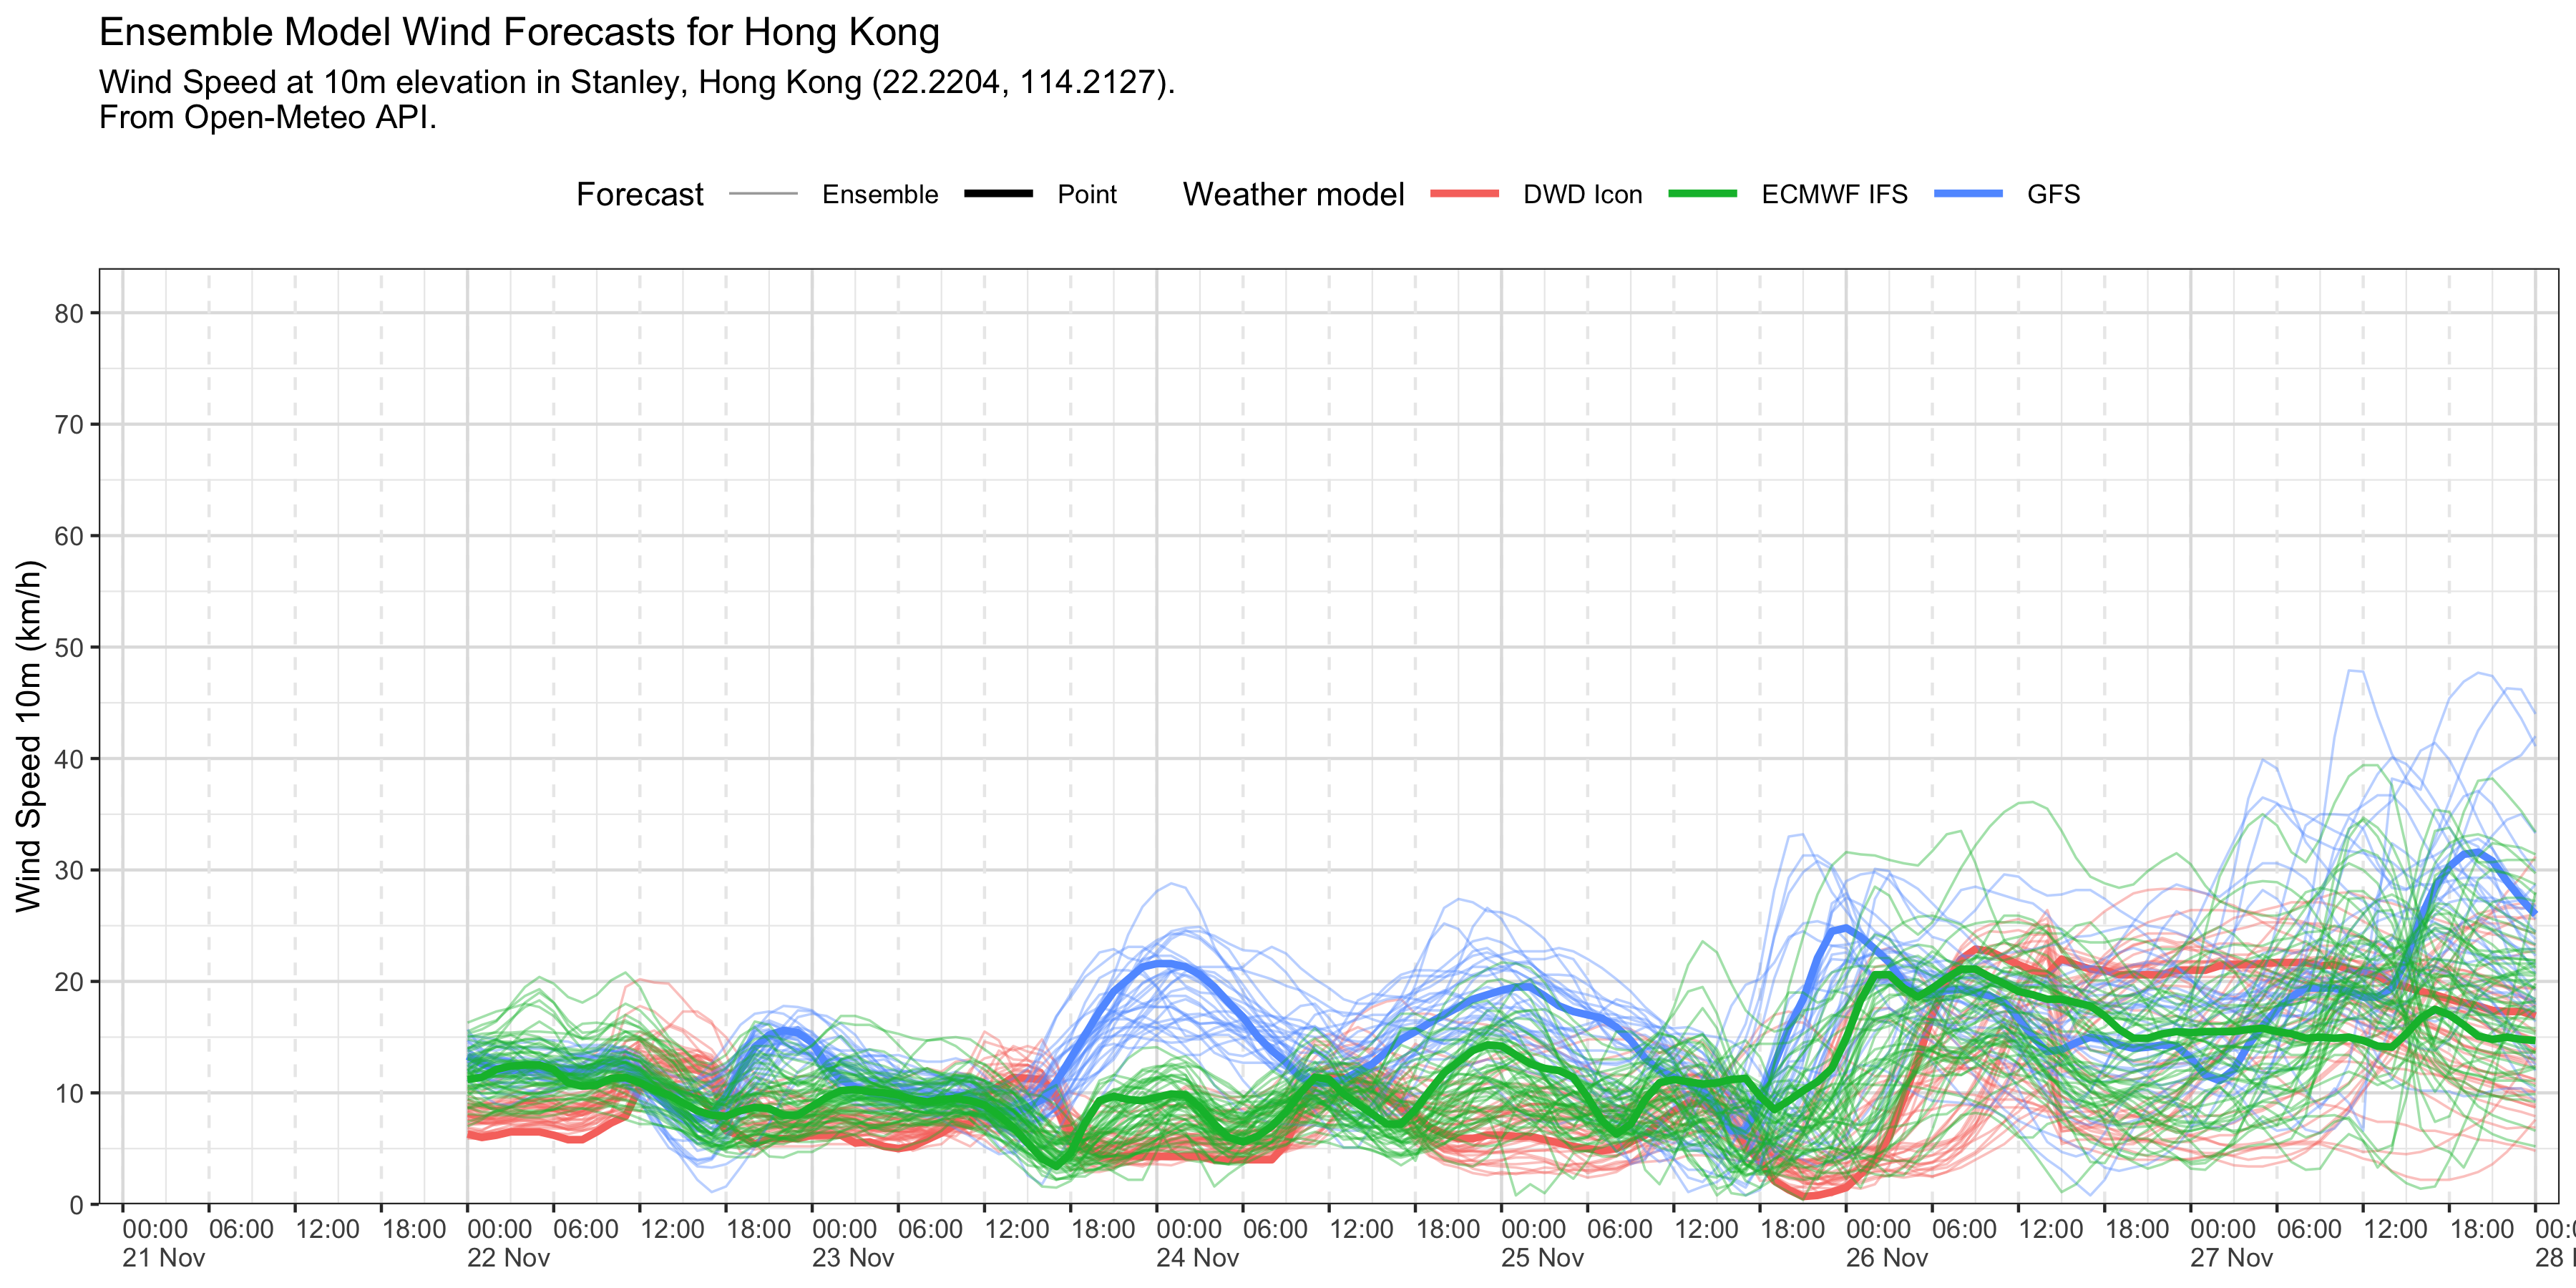 Ensemble Model Wind Forecasts for Hong Kong
Wind Speed at 10m elevation in Stanley, Hong Kong (22.2204, 114.2127).
From Open-Meteo API.
Forecast Ensemble Point Weather model DWD Icon ECMWF IFS GFS
Wind Speed 10m (km/h)
80
70
60
50
40
30
20
10
0
00:00 06:00 12:00 18:00 00:00 06:00 12:00 18:00 00:00 06:00 12:00 18:00 00:00 06:00 12:00 18:00 00:00 06:00 12:00 18:00 00:00 06:00 12:00 18:00 00:00 06:00 12:00 18:00 00:0
21 Nov 22 Nov 23 Nov 24 Nov 25 Nov 26 Nov 27 Nov 28